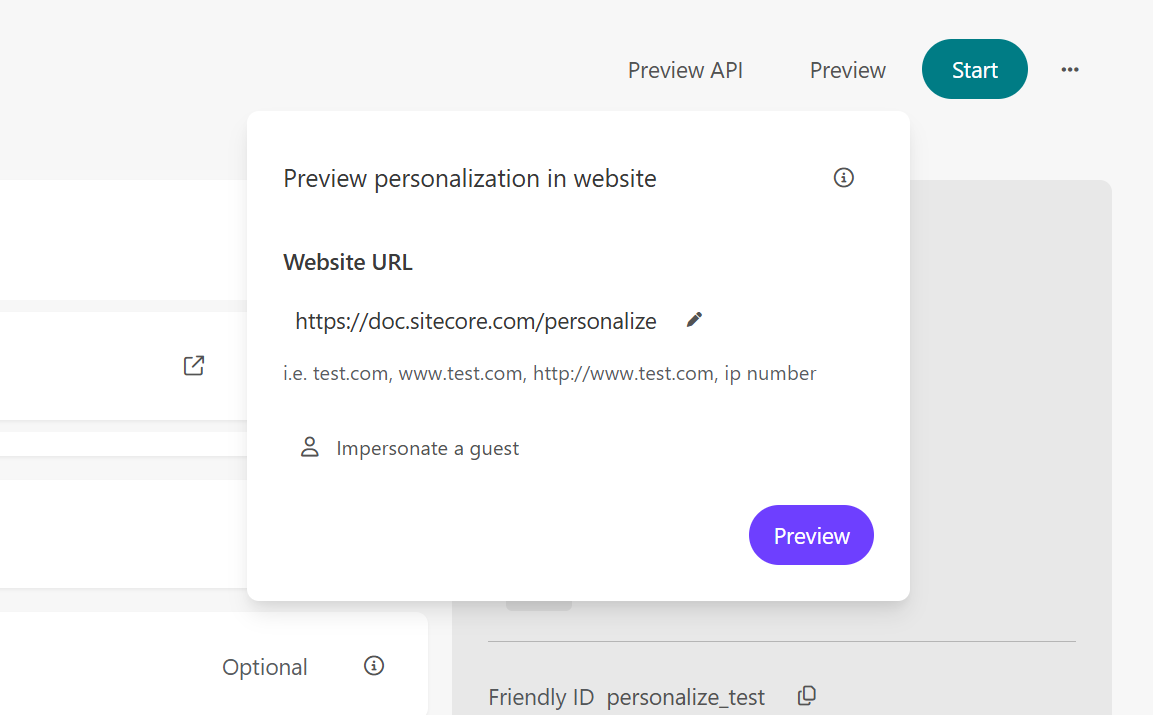 Preview API Preview Start
Preview personalization in website
Website URL
https://doc.sitecore.com/personalize
i.e. test.com, www.test.com, http://www.test.com, ip number
Impersonate a guest
Preview
Optional
Friendly ID personalize_test